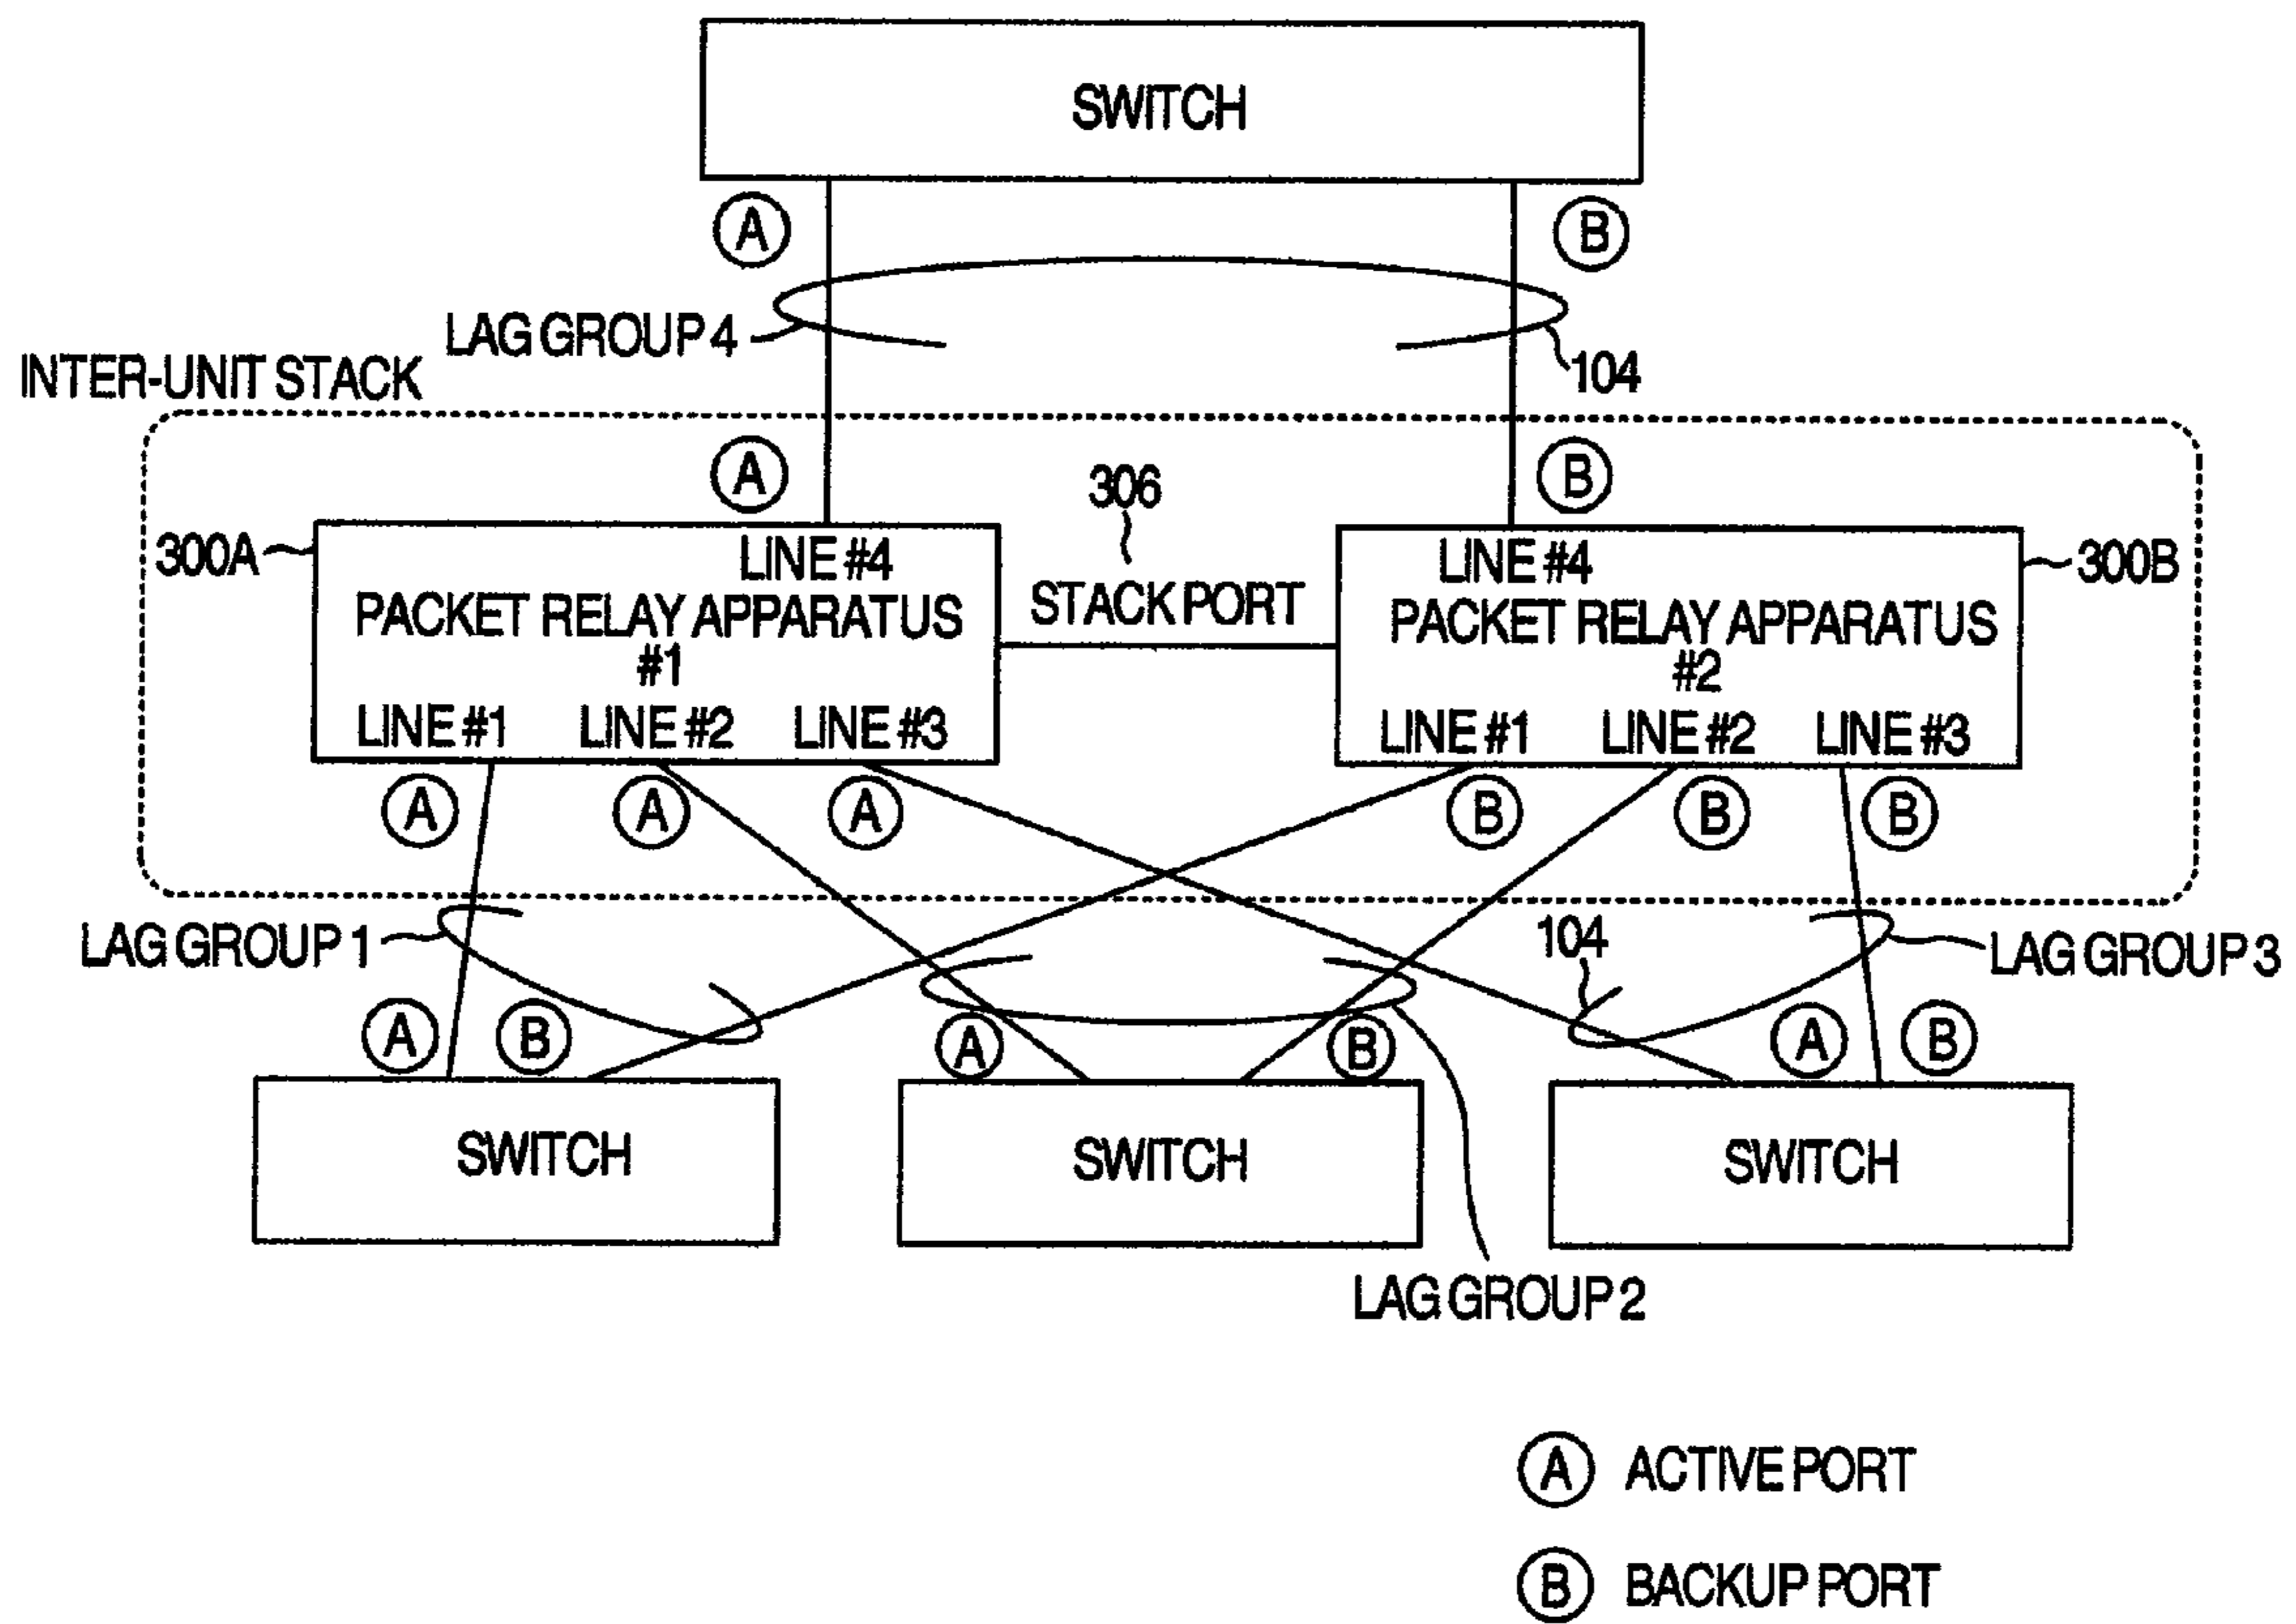 SWITCH
A
B
LAG GROUP 4
104
INTER-UNIT STACK
A
306
B
300A
LINE #4
STACK PORT
LINE #4
300B
PACKET RELAY APPARATUS
#1
PACKET RELAY APPARATUS
#2
LINE #1 LINE #2 LINE #3
LINE #1 LINE #2 LINE #3
A A A B B B
LAG GROUP 1
104
LAG GROUP 3
A B A B A B
SWITCH
SWITCH
SWITCH
LAG GROUP 2
A ACTIVE PORT
B BACKUP PORT